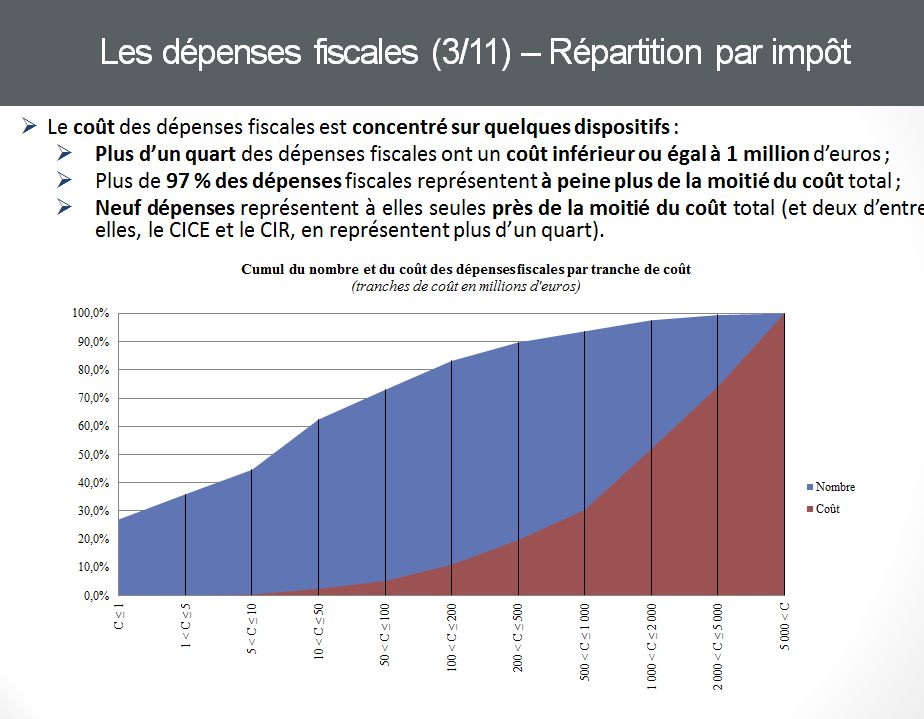 Les dépenses fiscales (3/11) – Répartition par impôt
Le coût des dépenses fiscales est concentré sur quelques dispositifs :
Plus d'un quart des dépenses fiscales ont un coût inférieur ou égal à 1 million d'euros ;
Plus de 97 % des dépenses fiscales représentent à peine plus de la moitié du coût total ;
Neuf dépenses représentent à elles seules près de la moitié du coût total (et deux d'entre
elles, le CICE et le CIR, en représentent plus d'un quart).
Cumul du nombre et du coût des dépenses fiscales par tranche de coût
(tranches de coût en millions d'euros)
100,0%
90,0%
80,0%
70,0%
60,0%
50,0%
40,0%
30,0%
20,0%
10,0%
0,0%
C ≤ 1
1 < C ≤ 5
5 < C ≤ 10
10 < C ≤ 50
50 < C ≤ 100
100 < C ≤ 200
200 < C ≤ 500
500 < C ≤ 1 000
1 000 < C ≤ 2 000
2 000 < C ≤ 5 000
5 000 < C
Nombre
Coût